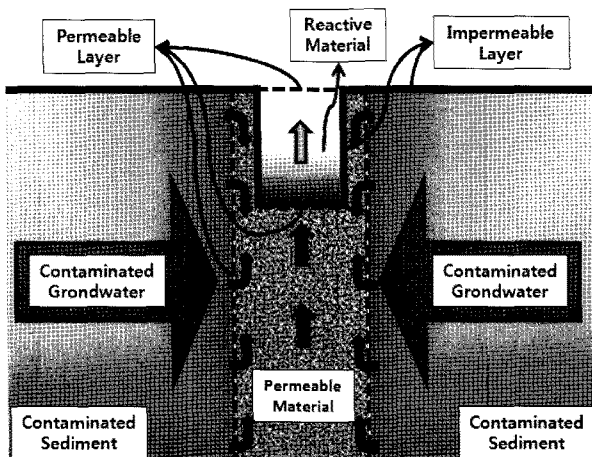 Permeable
Layer
Reactive
Material
Impermeable
Layer
Contaminated
Grondwater
Contaminated
Grondwater
Permeable
Material
Contaminated
Sediment
Contaminated
Sediment